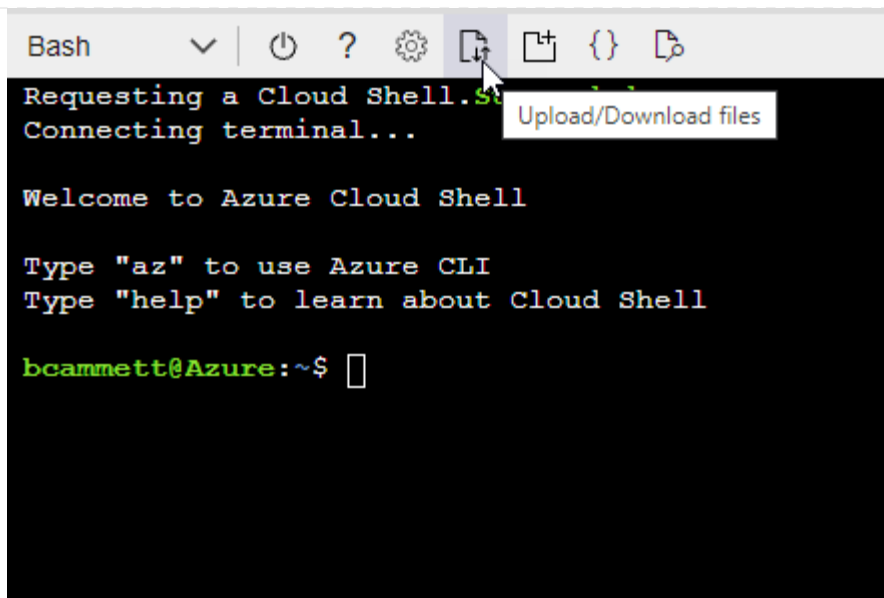 Bash
Requesting a Cloud Shell.
Upload/Download files
Connecting terminal...
Welcome to Azure Cloud Shell
Type "az" to use Azure CLI
Type "help" to learn about Cloud Shell
bcammett@Azure:~$